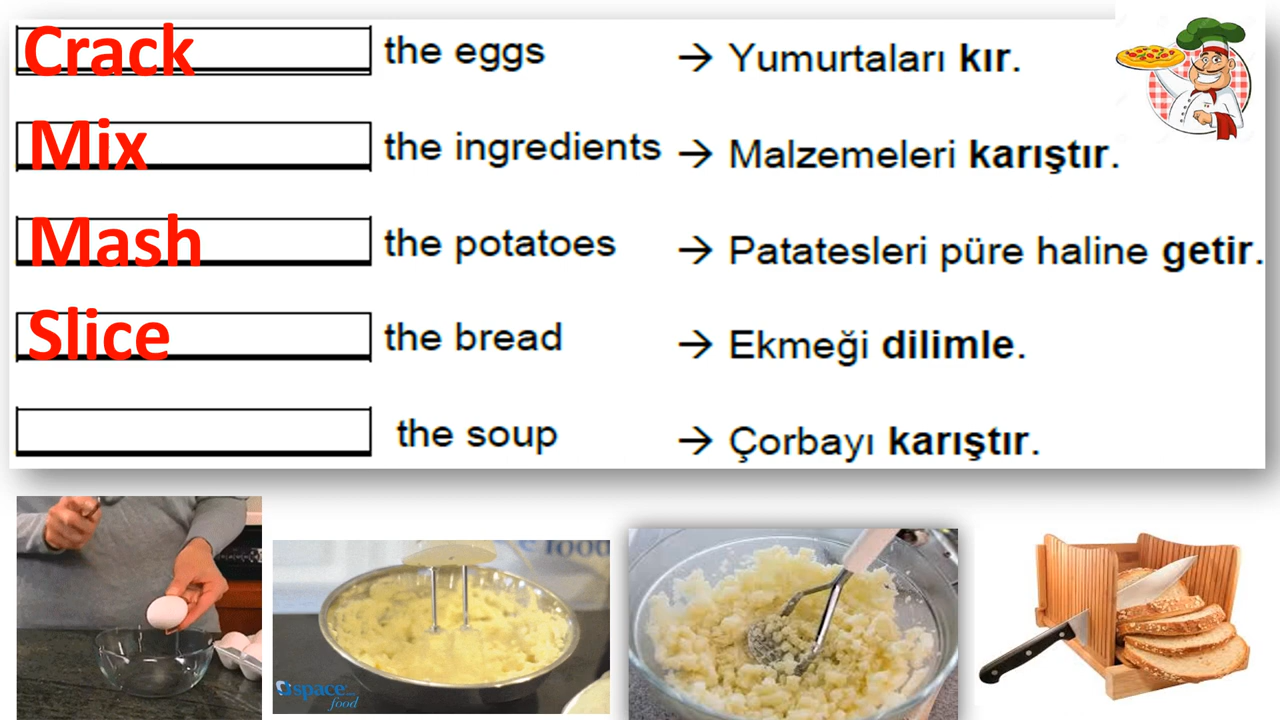 Crack the eggs → Yumurtaları kır.
Mix the ingredients → Malzemeleri karıştır.
Mash the potatoes → Patatesleri püre haline getir.
Slice the bread → Ekmeği dilimle.
the soup → Çorbayı karıştır.
food
space
food